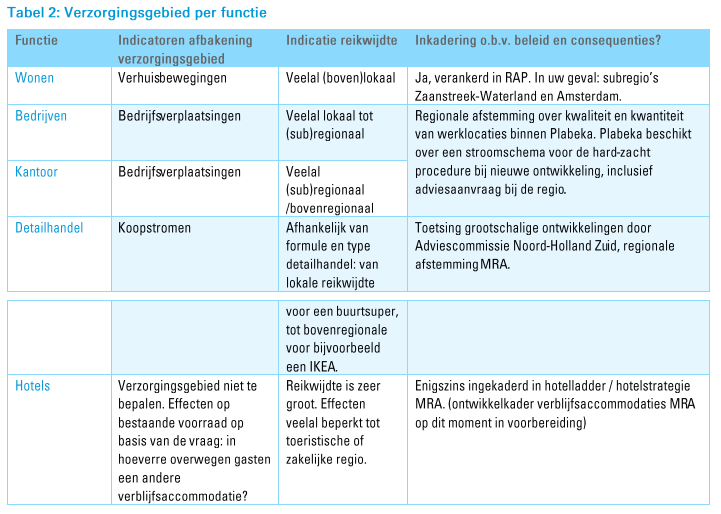 Tabel 2: Verzorgingsgebied per functie
Functie
Indicatoren afbakening
verzorgingsgebied
Indicatie reikwijdte
Inkadering o.b.v. beleid en consequenties?
Wonen
Verhuisbewegingen
Veelal (boven)lokaal
Ja, verankerd in RAP. In uw geval: subregio's
Zaanstreek-Waterland en Amsterdam.
Bedrijven
Bedrijfsverplaatsingen
Veelal lokaal tot
(sub)regionaal
Regionale afstemming over kwaliteit en kwantiteit
van werklocaties binnen Plabeka. Plabeka beschikt
over een stroomschema voor de hard-zacht
procedure bij nieuwe ontwikkeling, inclusief
adviesaanvraag bij de regio.
Kantoor
Bedrijfsverplaatsingen
Veelal
(sub)regionaal
/bovenregionaal
Detailhandel
Koopstromen
Afhankelijk van
formule en type
detailhandel: van
lokale reikwijdte
Toetsing grootschalige ontwikkelingen door
Adviescommissie Noord-Holland Zuid, regionale
afstemming MRA.
voor een buurtsuper,
tot bovenregionale
voor bijvoorbeeld
een IKEA.
Hotels
Verzorgingsgebied niet te
bepalen. Effecten op
bestaande voorraad op
basis van de vraag: in
hoeverre overwegen gasten
een andere
verblijfsaccommodatie?
Reikwijdte is zeer
groot. Effecten
veelal beperkt tot
toeristische of
zakelijke regio.
Enigszins ingekaderd in hotelladder / hotelstrategie
MRA. (ontwikkelkader verblijfsaccommodaties MRA
op dit moment in voorbereiding)